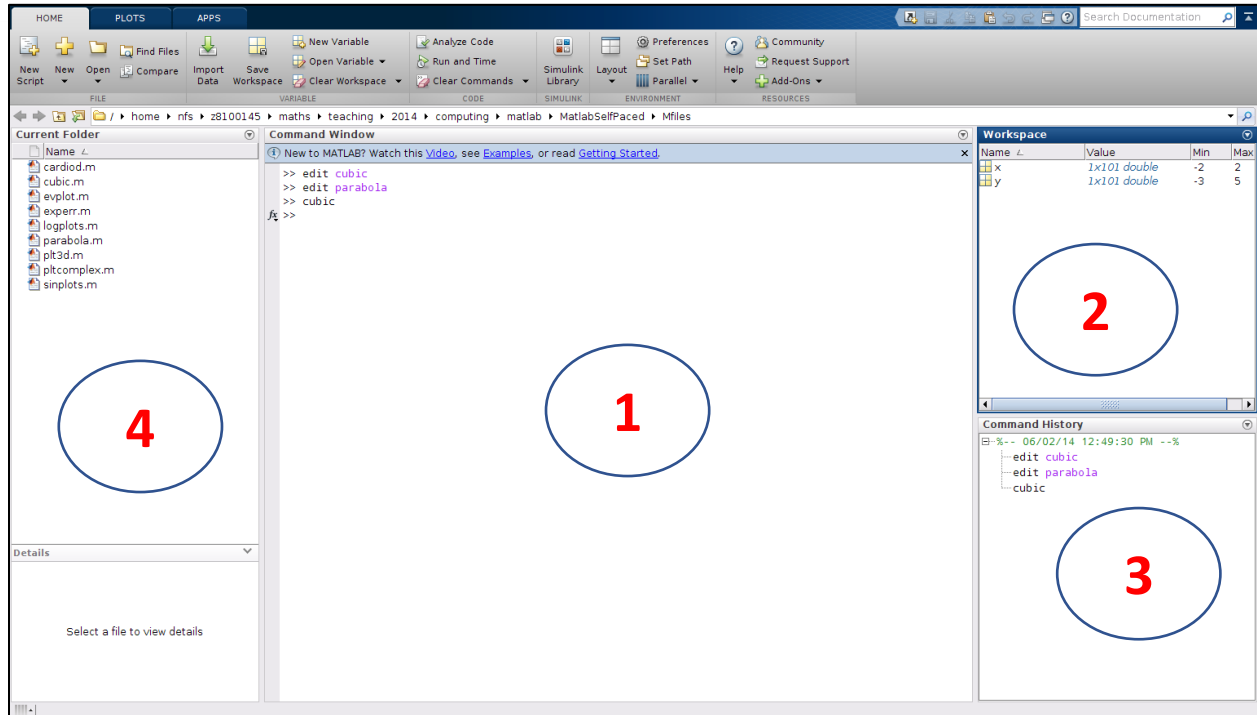 HOME PLOTS APPS
Search Documentation
New Script
New
Open
Find Files
Compare
FILE
Import Data
Save Workspace
New Variable
Open Variable
Clear Workspace
VARIABLE
Analyze Code
Run and Time
Clear Commands
CODE
Simulink Library
SIMULINK
Layout
Preferences
Set Path
Parallel
ENVIRONMENT
Help
Community
Request Support
Add-Ons
RESOURCES
/ home nfs z8100145 maths teaching 2014 computing matlab MatlabSelfPaced Mfiles
Current Folder
Name
cardiod.m
cubic.m
evplot.m
experr.m
logplots.m
parabola.m
plt3d.m
pltcomplex.m
sinplots.m
4
Details
Select a file to view details
Command Window
New to MATLAB? Watch this Video, see Examples, or read Getting Started.
>> edit cubic
>> edit parabola
>> cubic
fx >>
1
Workspace
Name Value Min Max
x 1x101 double -2 2
y 1x101 double -3 5
2
Command History
%-- 06/02/14 12:49:30 PM --%
edit cubic
edit parabola
cubic
3